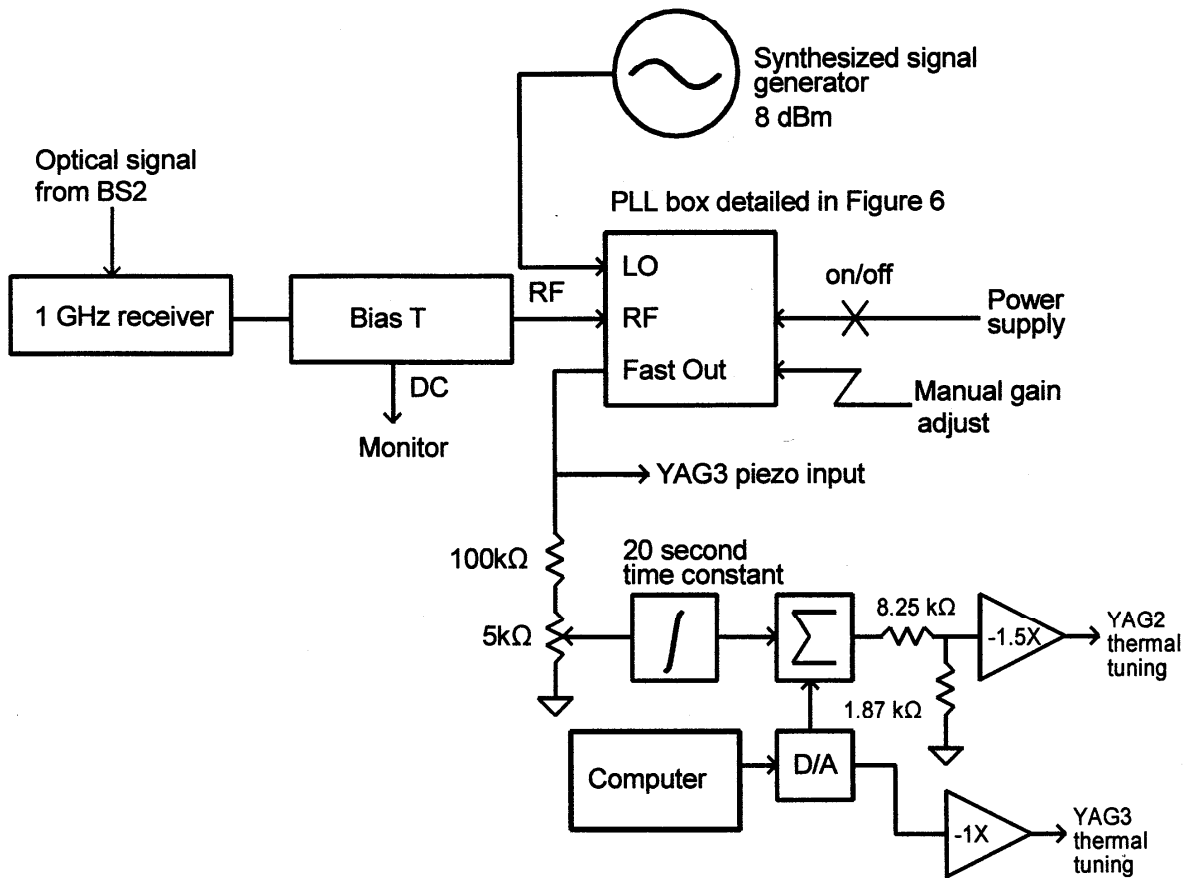 Synthesized signal
generator
8 dBm
Optical signal
from BS2
PLL box detailed in Figure 6
1 GHz receiver
Bias T
RF
DC
Monitor
LO
RF
Fast Out
on/off
Power
supply
Manual gain
adjust
YAG3 piezo input
100kΩ
5kΩ
20 second
time constant
∫
Σ
8.25 kΩ
1.87 kΩ
-1.5X
YAG2
thermal
tuning
Computer
D/A
-1X
YAG3
thermal
tuning